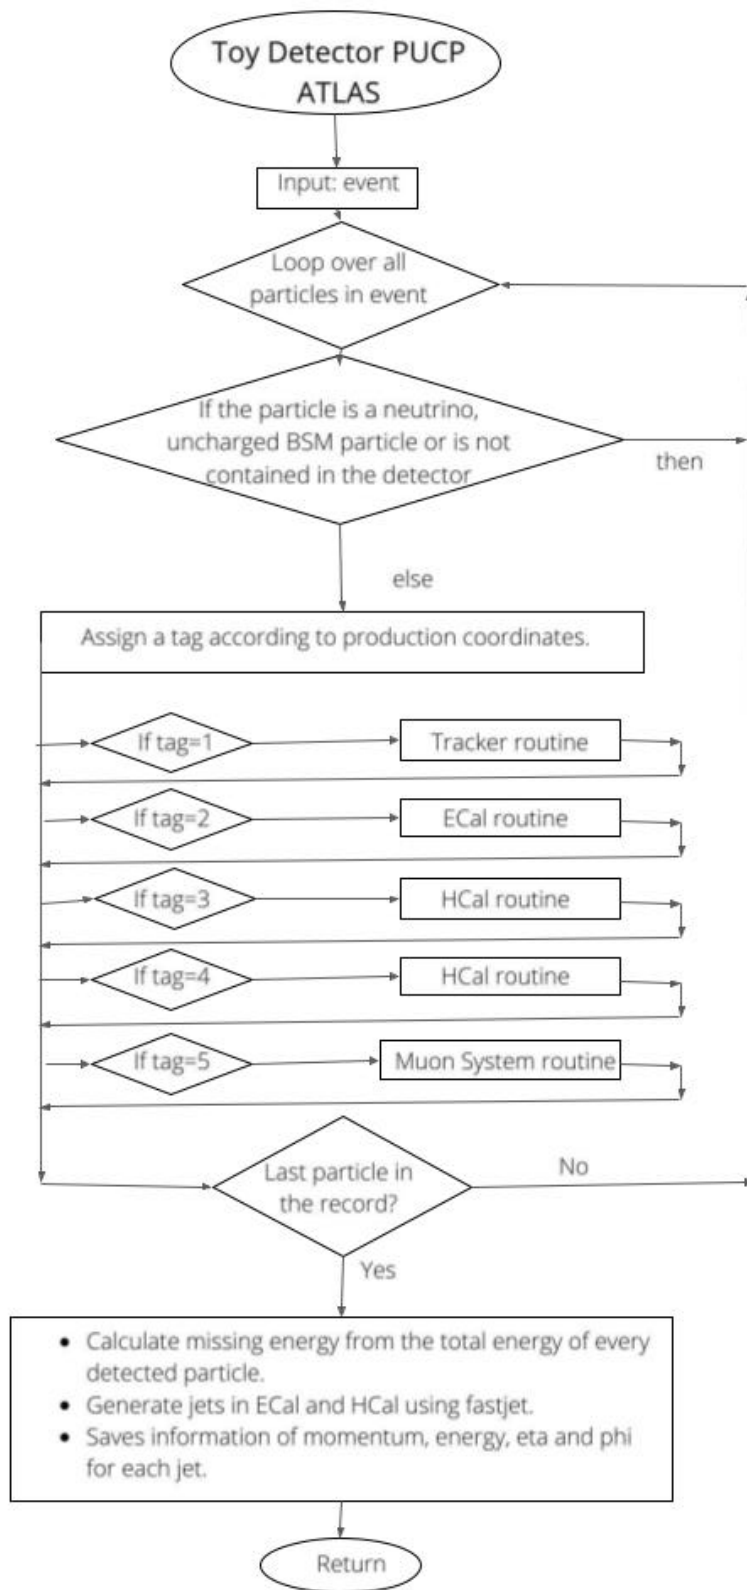 Toy Detector PUCP
ATLAS
Input: event
Loop over all
particles in event
If the particle is a neutrino,
uncharged BSM particle or is not
contained in the detector
then
else
Assign a tag according to production coordinates.
If tag=1
Tracker routine
If tag=2
ECal routine
If tag=3
HCal routine
If tag=4
HCal routine
If tag=5
Muon System routine
Last particle in
the record?
No
Yes
• Calculate missing energy from the total energy of every
detected particle.
• Generate jets in ECal and HCal using fastjet.
• Saves information of momentum, energy, eta and phi
for each jet.
Return